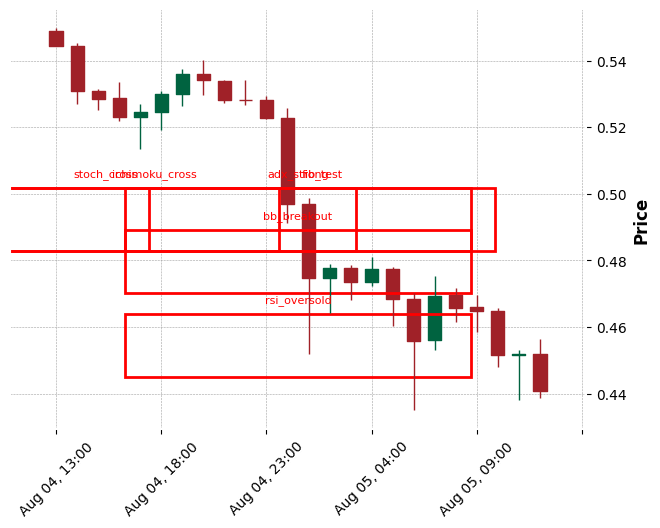 0.54
0.52
stoch_cross
ichimoku_cross
fib_test
0.50
bb_breakout
Price
0.48
rsi_oversold
0.46
0.44
Aug 04, 13:00
Aug 04, 18:00
Aug 04, 23:00
Aug 05, 04:00
Aug 05, 09:00